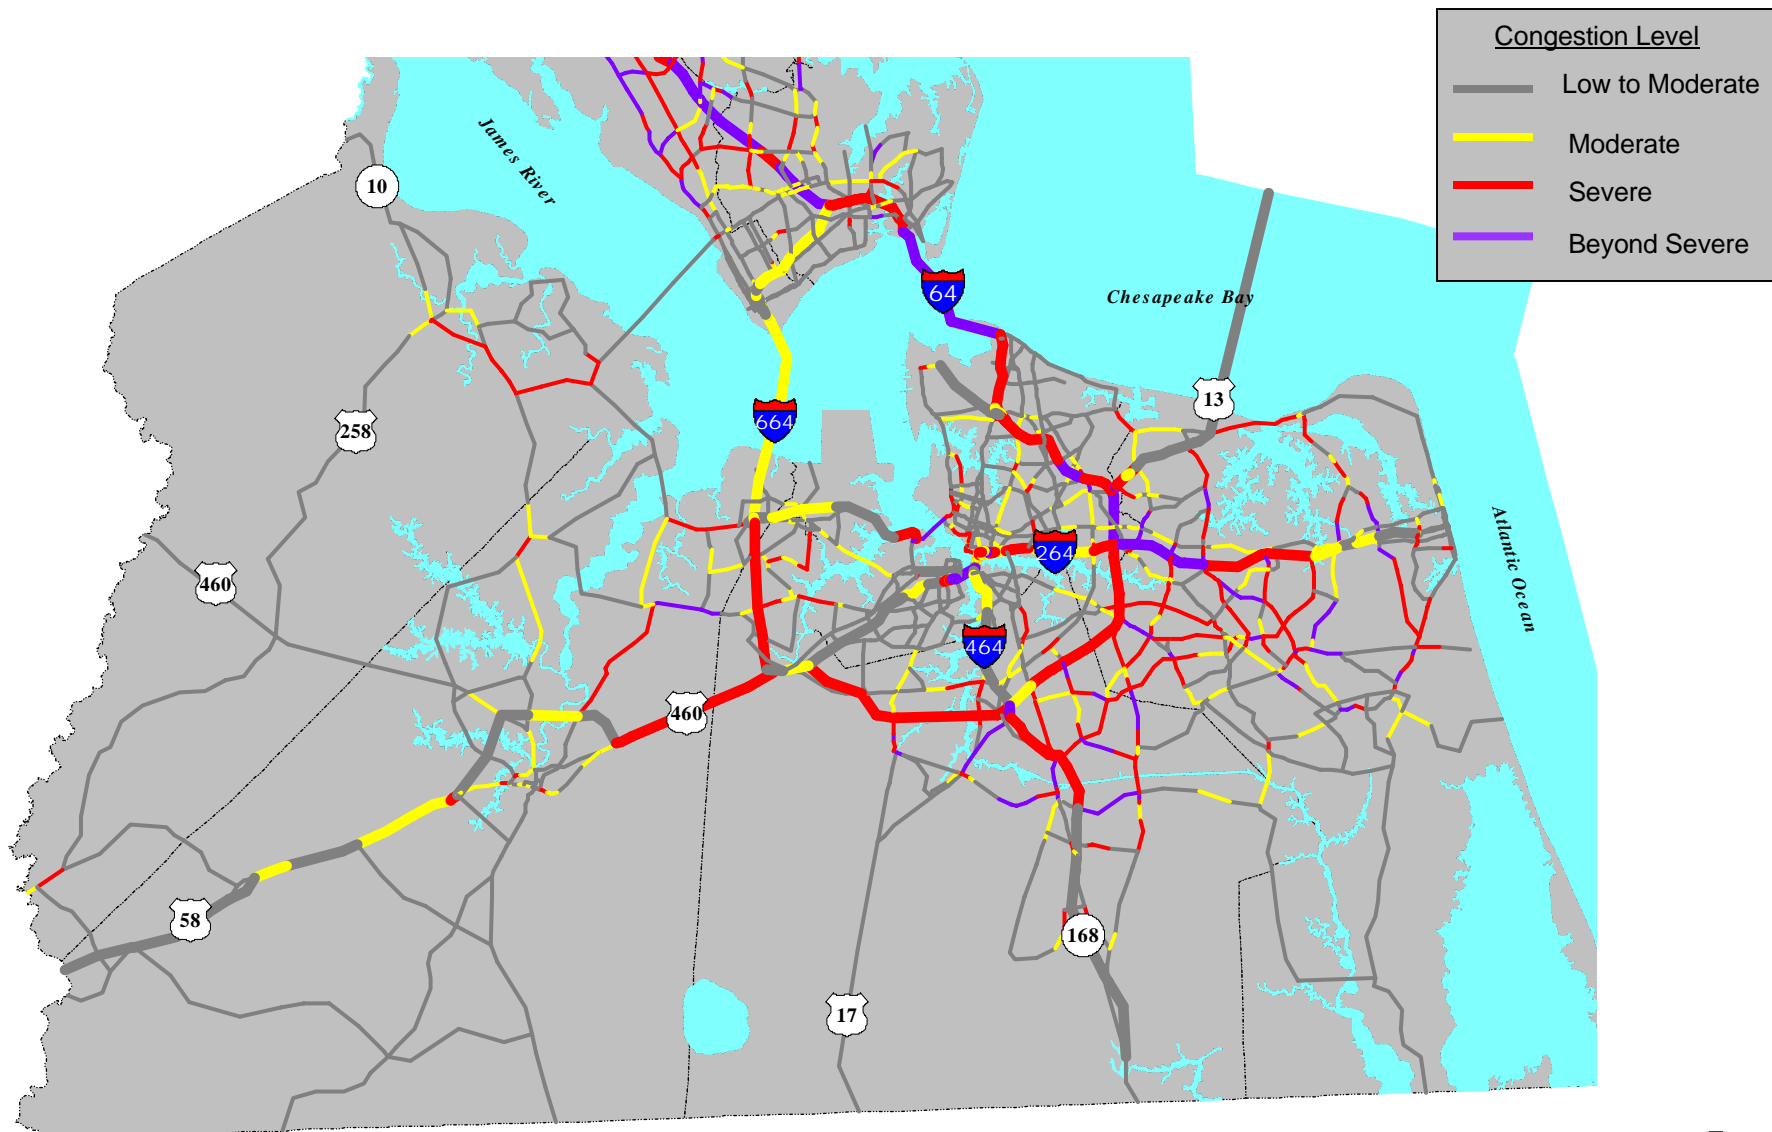 Congestion Level
Low to Moderate
Moderate
Severe
Beyond Severe
James River
10
64
Chesapeake Bay
13
258
664
Atlantic Ocean
460
264
464
460
58
168
17